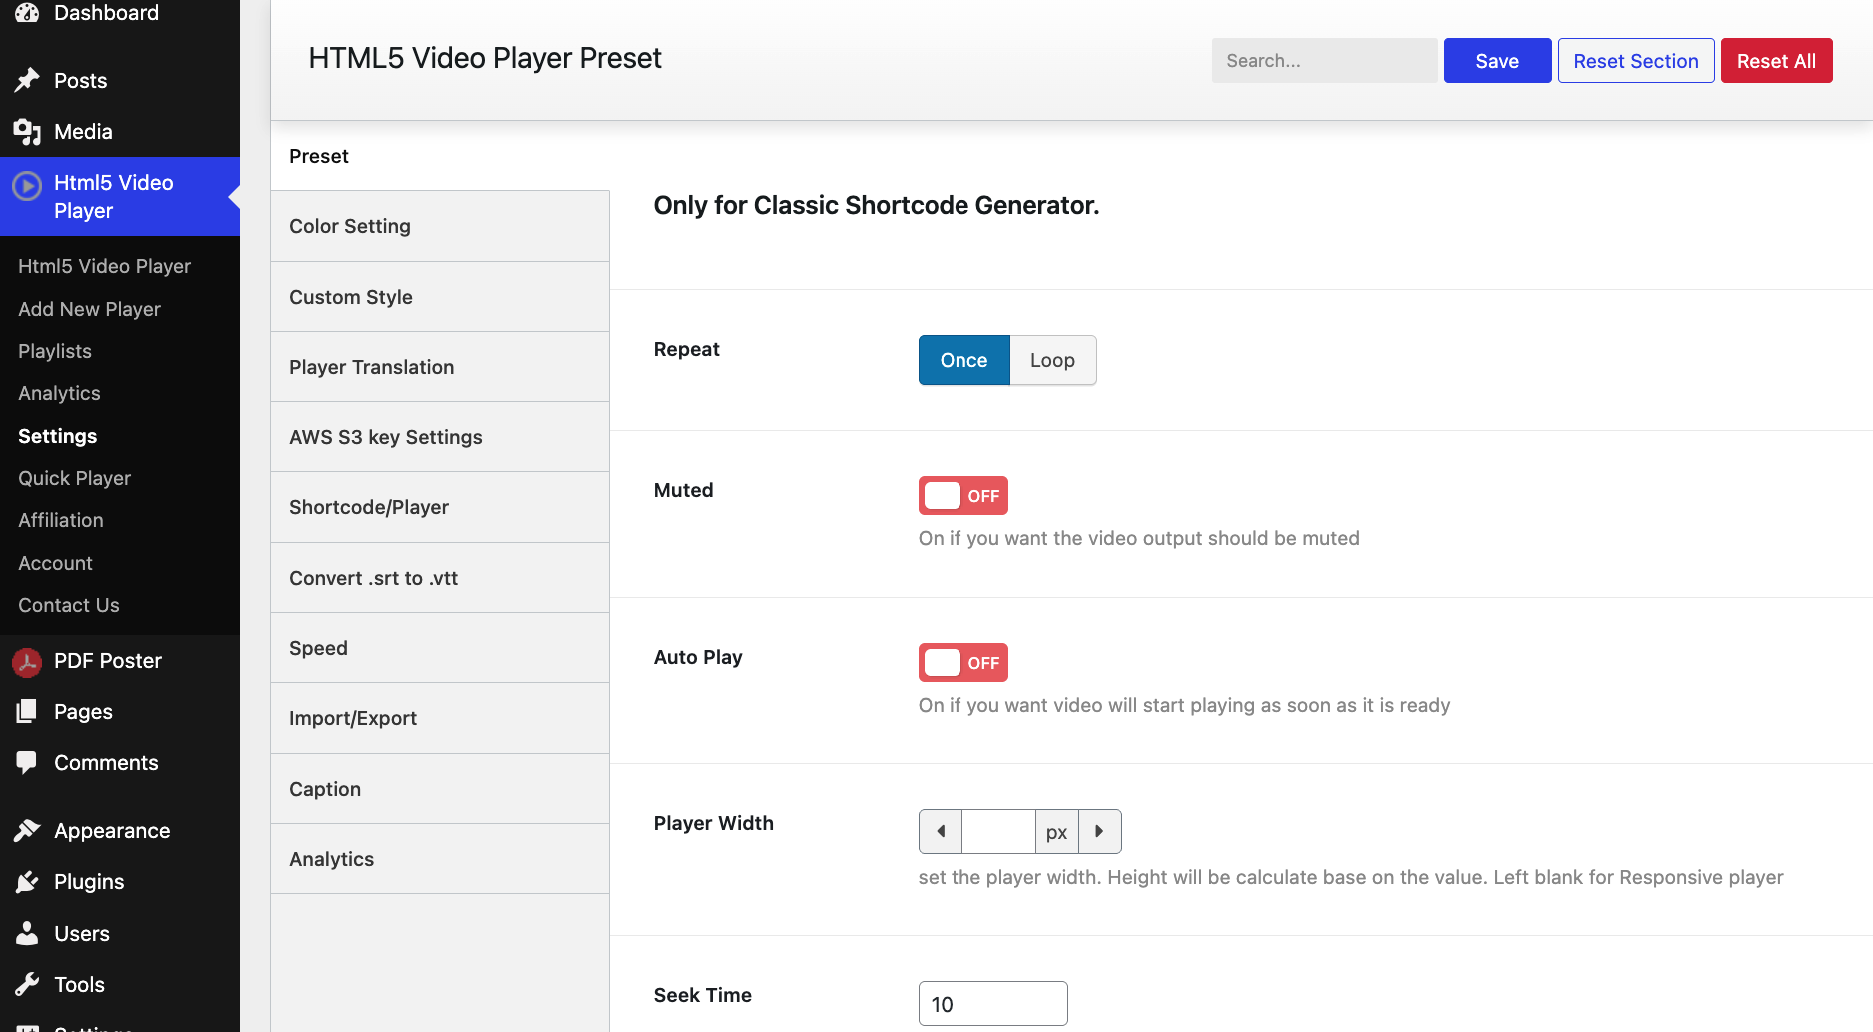 Dashboard
Posts
Media
Html5 Video
Player
Html5 Video Player
Add New Player
Playlists
Analytics
Settings
Quick Player
Affiliation
Account
Contact Us
PDF Poster
Pages
Comments
Appearance
Plugins
Users
Tools
Settings
HTML5 Video Player Preset
Search...
Save
Reset Section
Reset All
Preset
Color Setting
Custom Style
Player Translation
AWS S3 key Settings
Shortcode/Player
Convert .srt to .vtt
Speed
Import/Export
Caption
Analytics
Only for Classic Shortcode Generator.
Repeat
Once
Loop
Muted
OFF
On if you want the video output should be muted
Auto Play
OFF
On if you want video will start playing as soon as it is ready
Player Width
px
set the player width. Height will be calculate base on the value. Left blank for Responsive player
Seek Time
10